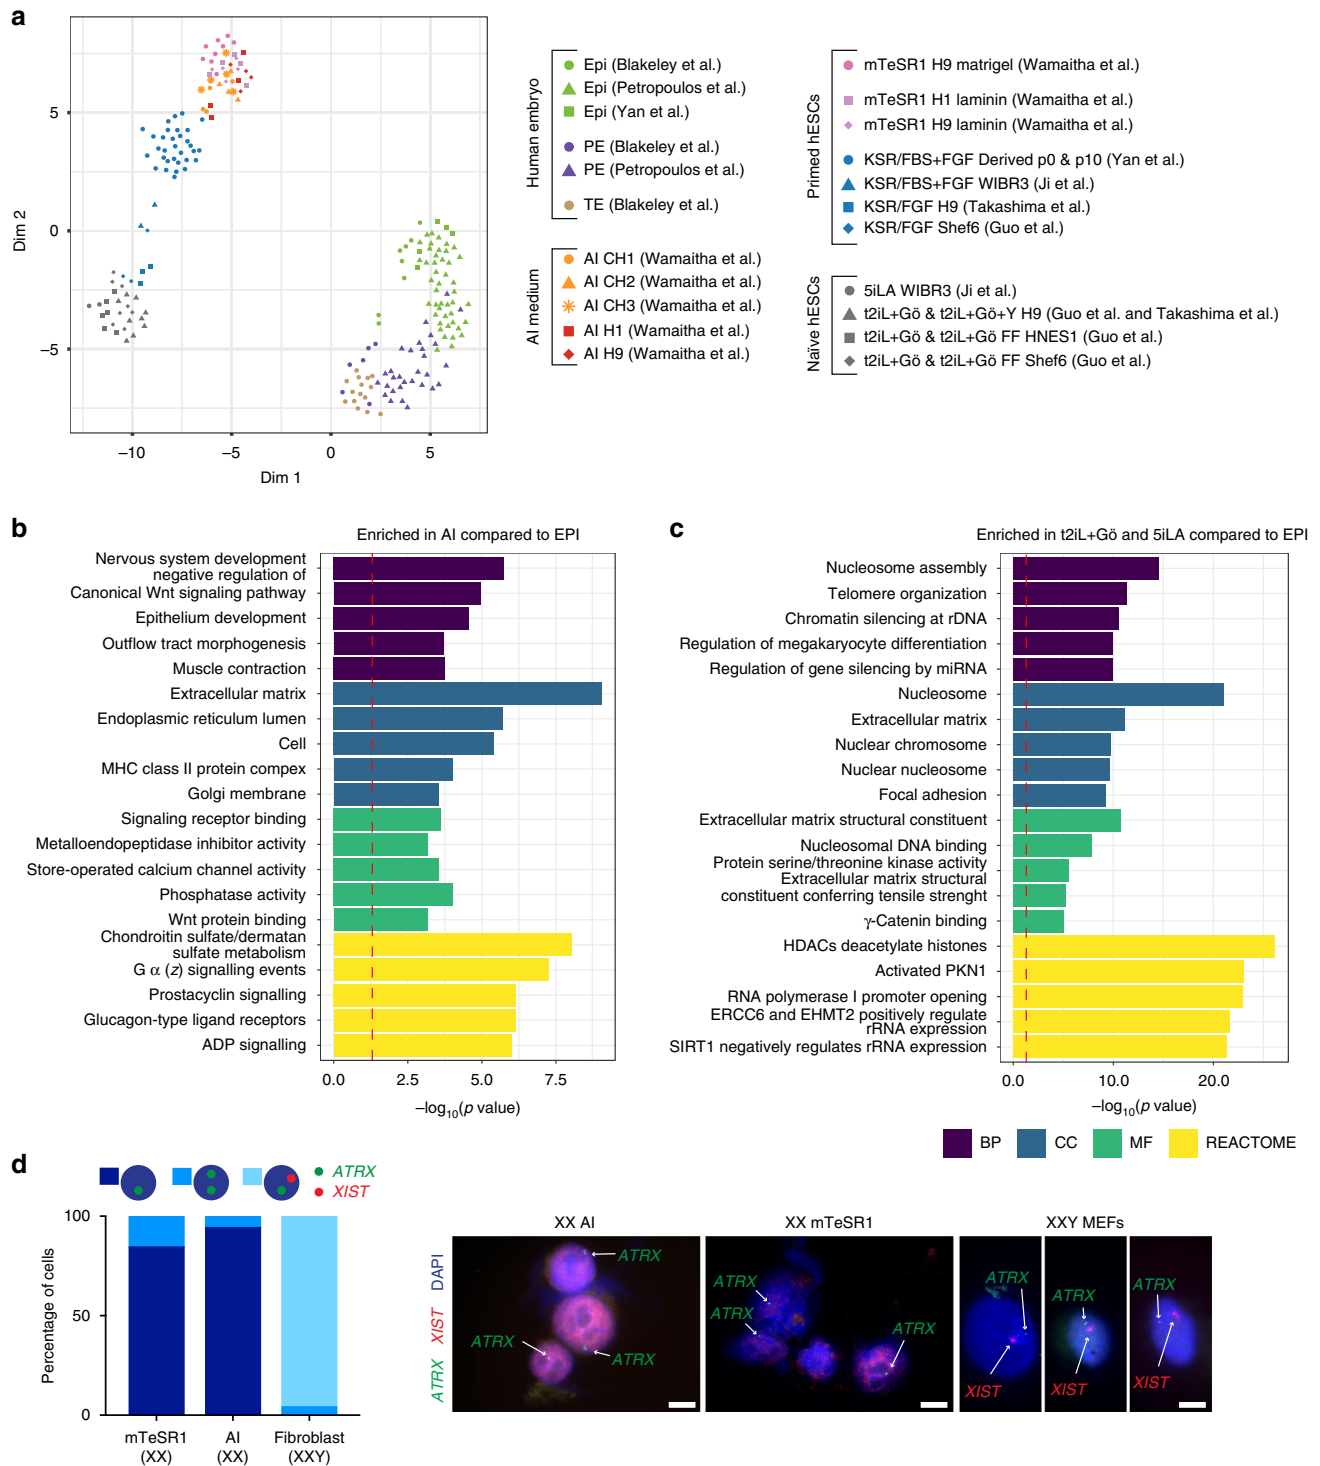 a
5
0
−5
Dim 2
−10
−5
0
5
Dim 1
Human embryo
Epi (Blakeley et al.)
Epi (Petropoulos et al.)
Epi (Yan et al.)
PE (Blakeley et al.)
PE (Petropoulos et al.)
TE (Blakeley et al.)
AI medium
AI CH1 (Wamaitha et al.)
AI CH2 (Wamaitha et al.)
AI CH3 (Wamaitha et al.)
AI H1 (Wamaitha et al.)
AI H9 (Wamaitha et al.)
Primed hESCs
mTeSR1 H9 matrigel (Wamaitha et al.)
mTeSR1 H1 laminin (Wamaitha et al.)
mTeSR1 H9 laminin (Wamaitha et al.)
KSR/FBS+FGF Derived p0 & p10 (Yan et al.)
KSR/FBS+FGF WIBR3 (Ji et al.)
KSR/FGF H9 (Takashima et al.)
KSR/FGF Shef6 (Guo et al.)
Naïve hESCs
5iLA WIBR3 (Ji et al.)
t2iL+Gö & t2iL+Gö+Y H9 (Guo et al. and Takashima et al.)
t2iL+Gö & t2iL+Gö FF HNES1 (Guo et al.)
t2iL+Gö & t2iL+Gö FF Shef6 (Guo et al.)
b
Enriched in AI compared to EPI
Nervous system development
negative regulation of
Canonical Wnt signaling pathway
Epithelium development
Outflow tract morphogenesis
Muscle contraction
Extracellular matrix
Endoplasmic reticulum lumen
Cell
MHC class II protein compex
Golgi membrane
Signaling receptor binding
Metalloendopeptidase inhibitor activity
Store-operated calcium channel activity
Phosphatase activity
Wnt protein binding
Chondroitin sulfate/dermatan
sulfate metabolism
G α (z) signalling events
Prostacyclin signalling
Glucagon-type ligand receptors
ADP signalling
0.0 2.5 5.0 7.5
−log10(p value)
c
Enriched in t2iL+Gö and 5iLA compared to EPI
Nucleosome assembly
Telomere organization
Chromatin silencing at rDNA
Regulation of megakaryocyte differentiation
Regulation of gene silencing by miRNA
Nucleosome
Extracellular matrix
Nuclear chromosome
Nuclear nucleosome
Focal adhesion
Extracellular matrix structural constituent
Nucleosomal DNA binding
Protein serine/threonine kinase activity
Extracellular matrix structural
constituent conferring tensile strenght
γ-Catenin binding
HDACs deacetylate histones
Activated PKN1
RNA polymerase I promoter opening
ERCC6 and EHMT2 positively regulate
rRNA expression
SIRT1 negatively regulates rRNA expression
0.0 10.0 20.0
−log10(p value)
BP CC MF REACTOME
d
ATRX
XIST
100
50
0
Percentage of cells
mTeSR1
(XX)
AI
(XX)
Fibroblast
(XXY)
ATRX XIST DAPI
XX AI
ATRX
ATRX
ATRX
XX mTeSR1
ATRX
ATRX
ATRX
XXY MEFs
ATRX
XIST
ATRX
XIST
ATRX
XIST